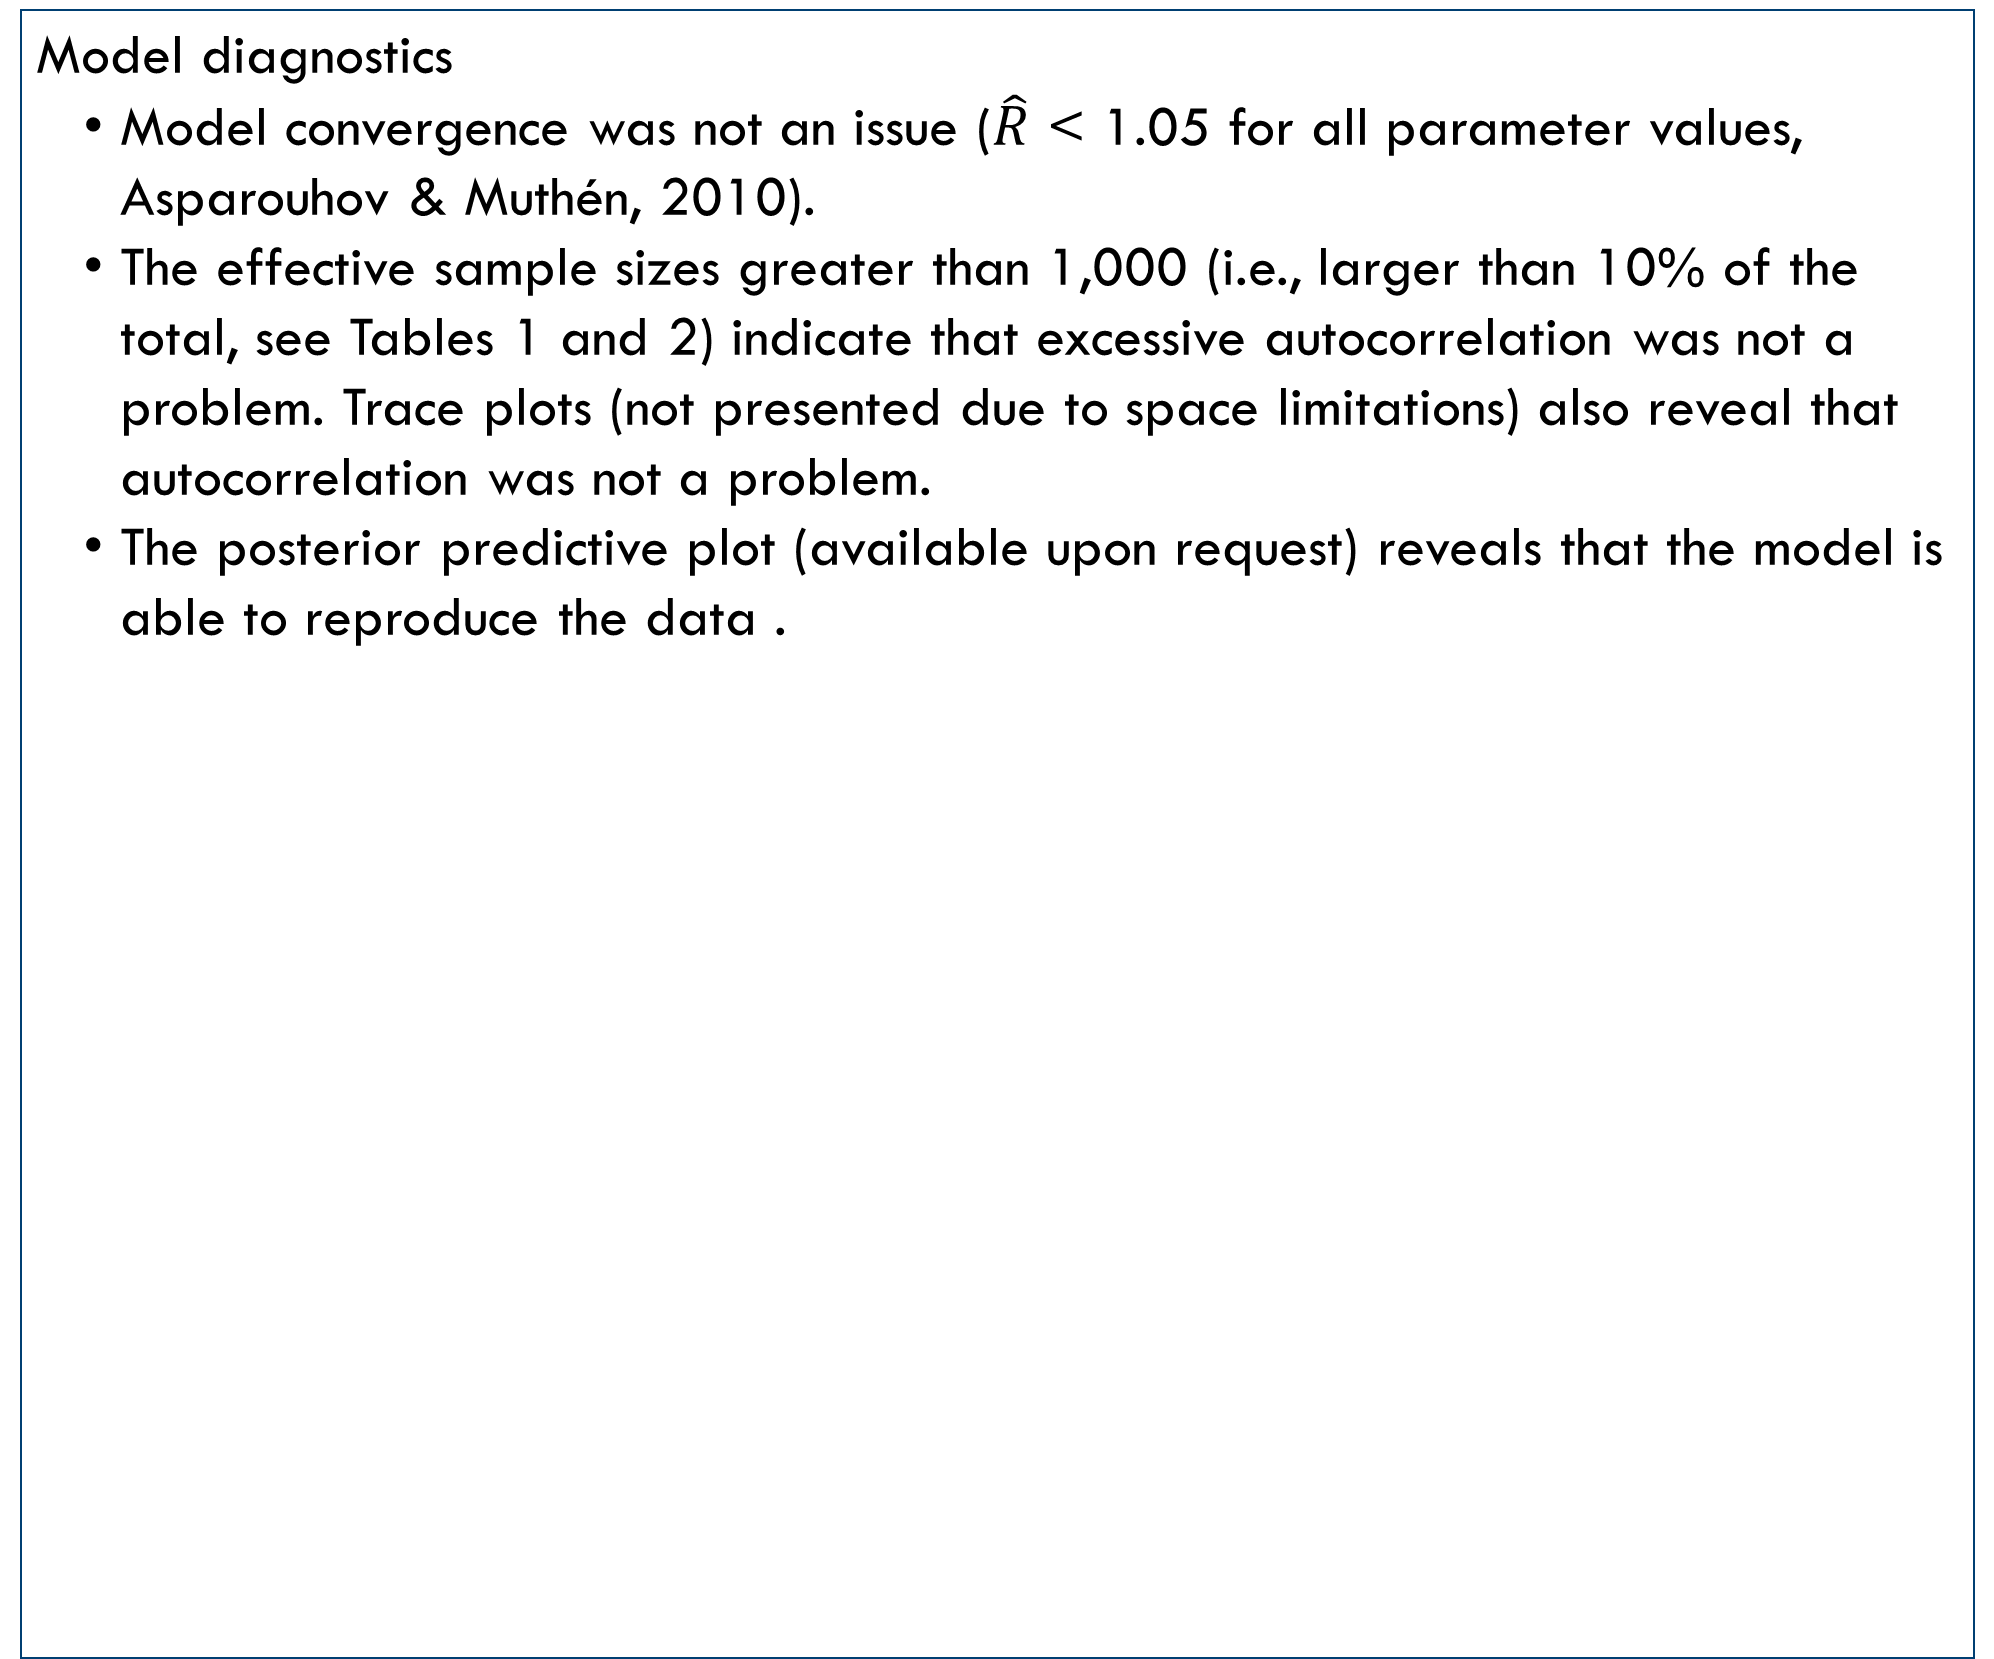 Model diagnostics
• Model convergence was not an issue (R̂ < 1.05 for all parameter values,
Asparouhov & Muthén, 2010).
• The effective sample sizes greater than 1,000 (i.e., larger than 10% of the
total, see Tables 1 and 2) indicate that excessive autocorrelation was not a
problem. Trace plots (not presented due to space limitations) also reveal that
autocorrelation was not a problem.
• The posterior predictive plot (available upon request) reveals that the model is
able to reproduce the data .